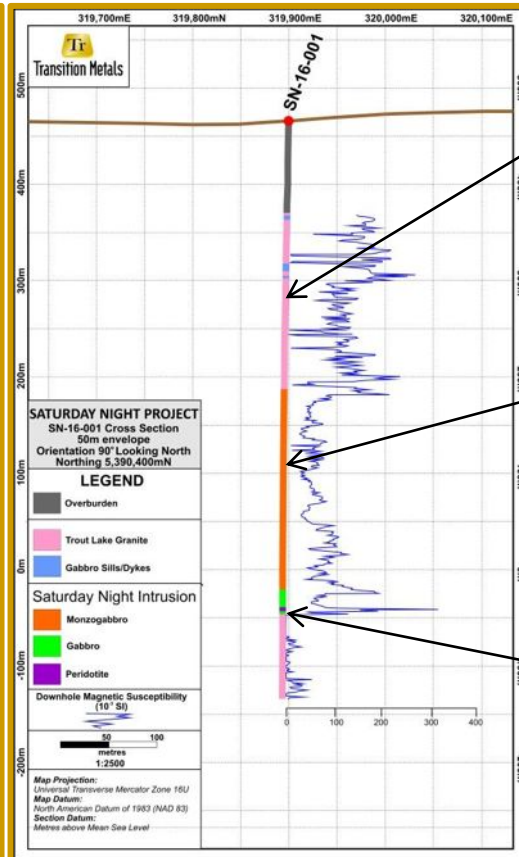 319,700mE 319,800mN 319,900mE 320,000mE 320,100mE
Tr
Transition Metals
SN-16-001
500m
400m
300m
200m
100m
0m
-100m
-200m
SATURDAY NIGHT PROJECT
SN-16-001 Cross Section
50m envelope
Orientation 90° Looking North
Northing 5,390,400mN
LEGEND
Overburden
Trout Lake Granite
Gabbro Sills/Dykes
Saturday Night Intrusion
Monzogabbro
Gabbro
Peridotite
Downhole Magnetic Susceptibility
50 100
metres
1:2500
0 100 200 300 400
Map Projection:
Universal Transverse Mercator Zone 16U
Map Datum:
North American Datum of 1983 (NAD 83)
Section Datum:
Metres above Mean Sea Level